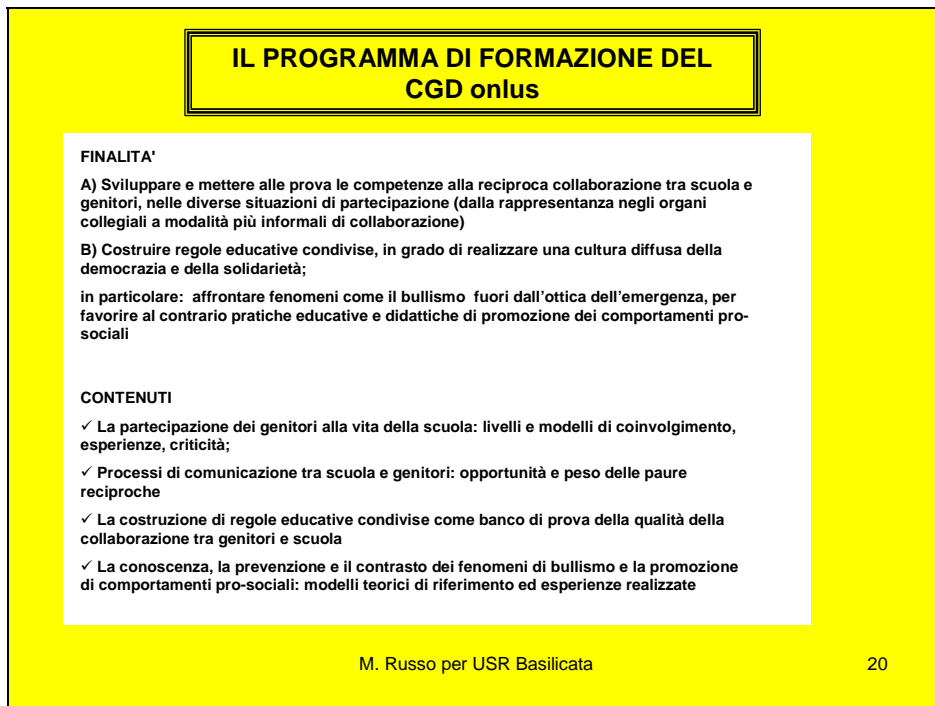 IL PROGRAMMA DI FORMAZIONE DEL
CGD onlus
FINALITA'
A) Sviluppare e mettere alle prova le competenze alla reciproca collaborazione tra scuola e
genitori, nelle diverse situazioni di partecipazione (dalla rappresentanza negli organi
collegiali a modalità più informali di collaborazione)
B) Costruire regole educative condivise, in grado di realizzare una cultura diffusa della
democrazia e della solidarietà;
in particolare: affrontare fenomeni come il bullismo fuori dall'ottica dell'emergenza, per
favorire al contrario pratiche educative e didattiche di promozione dei comportamenti pro-
sociali
CONTENUTI
✓ La partecipazione dei genitori alla vita della scuola: livelli e modelli di coinvolgimento,
esperienze, criticità;
✓ Processi di comunicazione tra scuola e genitori: opportunità e peso delle paure
reciproche
✓ La costruzione di regole educative condivise come banco di prova della qualità della
collaborazione tra genitori e scuola
✓ La conoscenza, la prevenzione e il contrasto dei fenomeni di bullismo e la promozione
di comportamenti pro-sociali: modelli teorici di riferimento ed esperienze realizzate
M. Russo per USR Basilicata
20